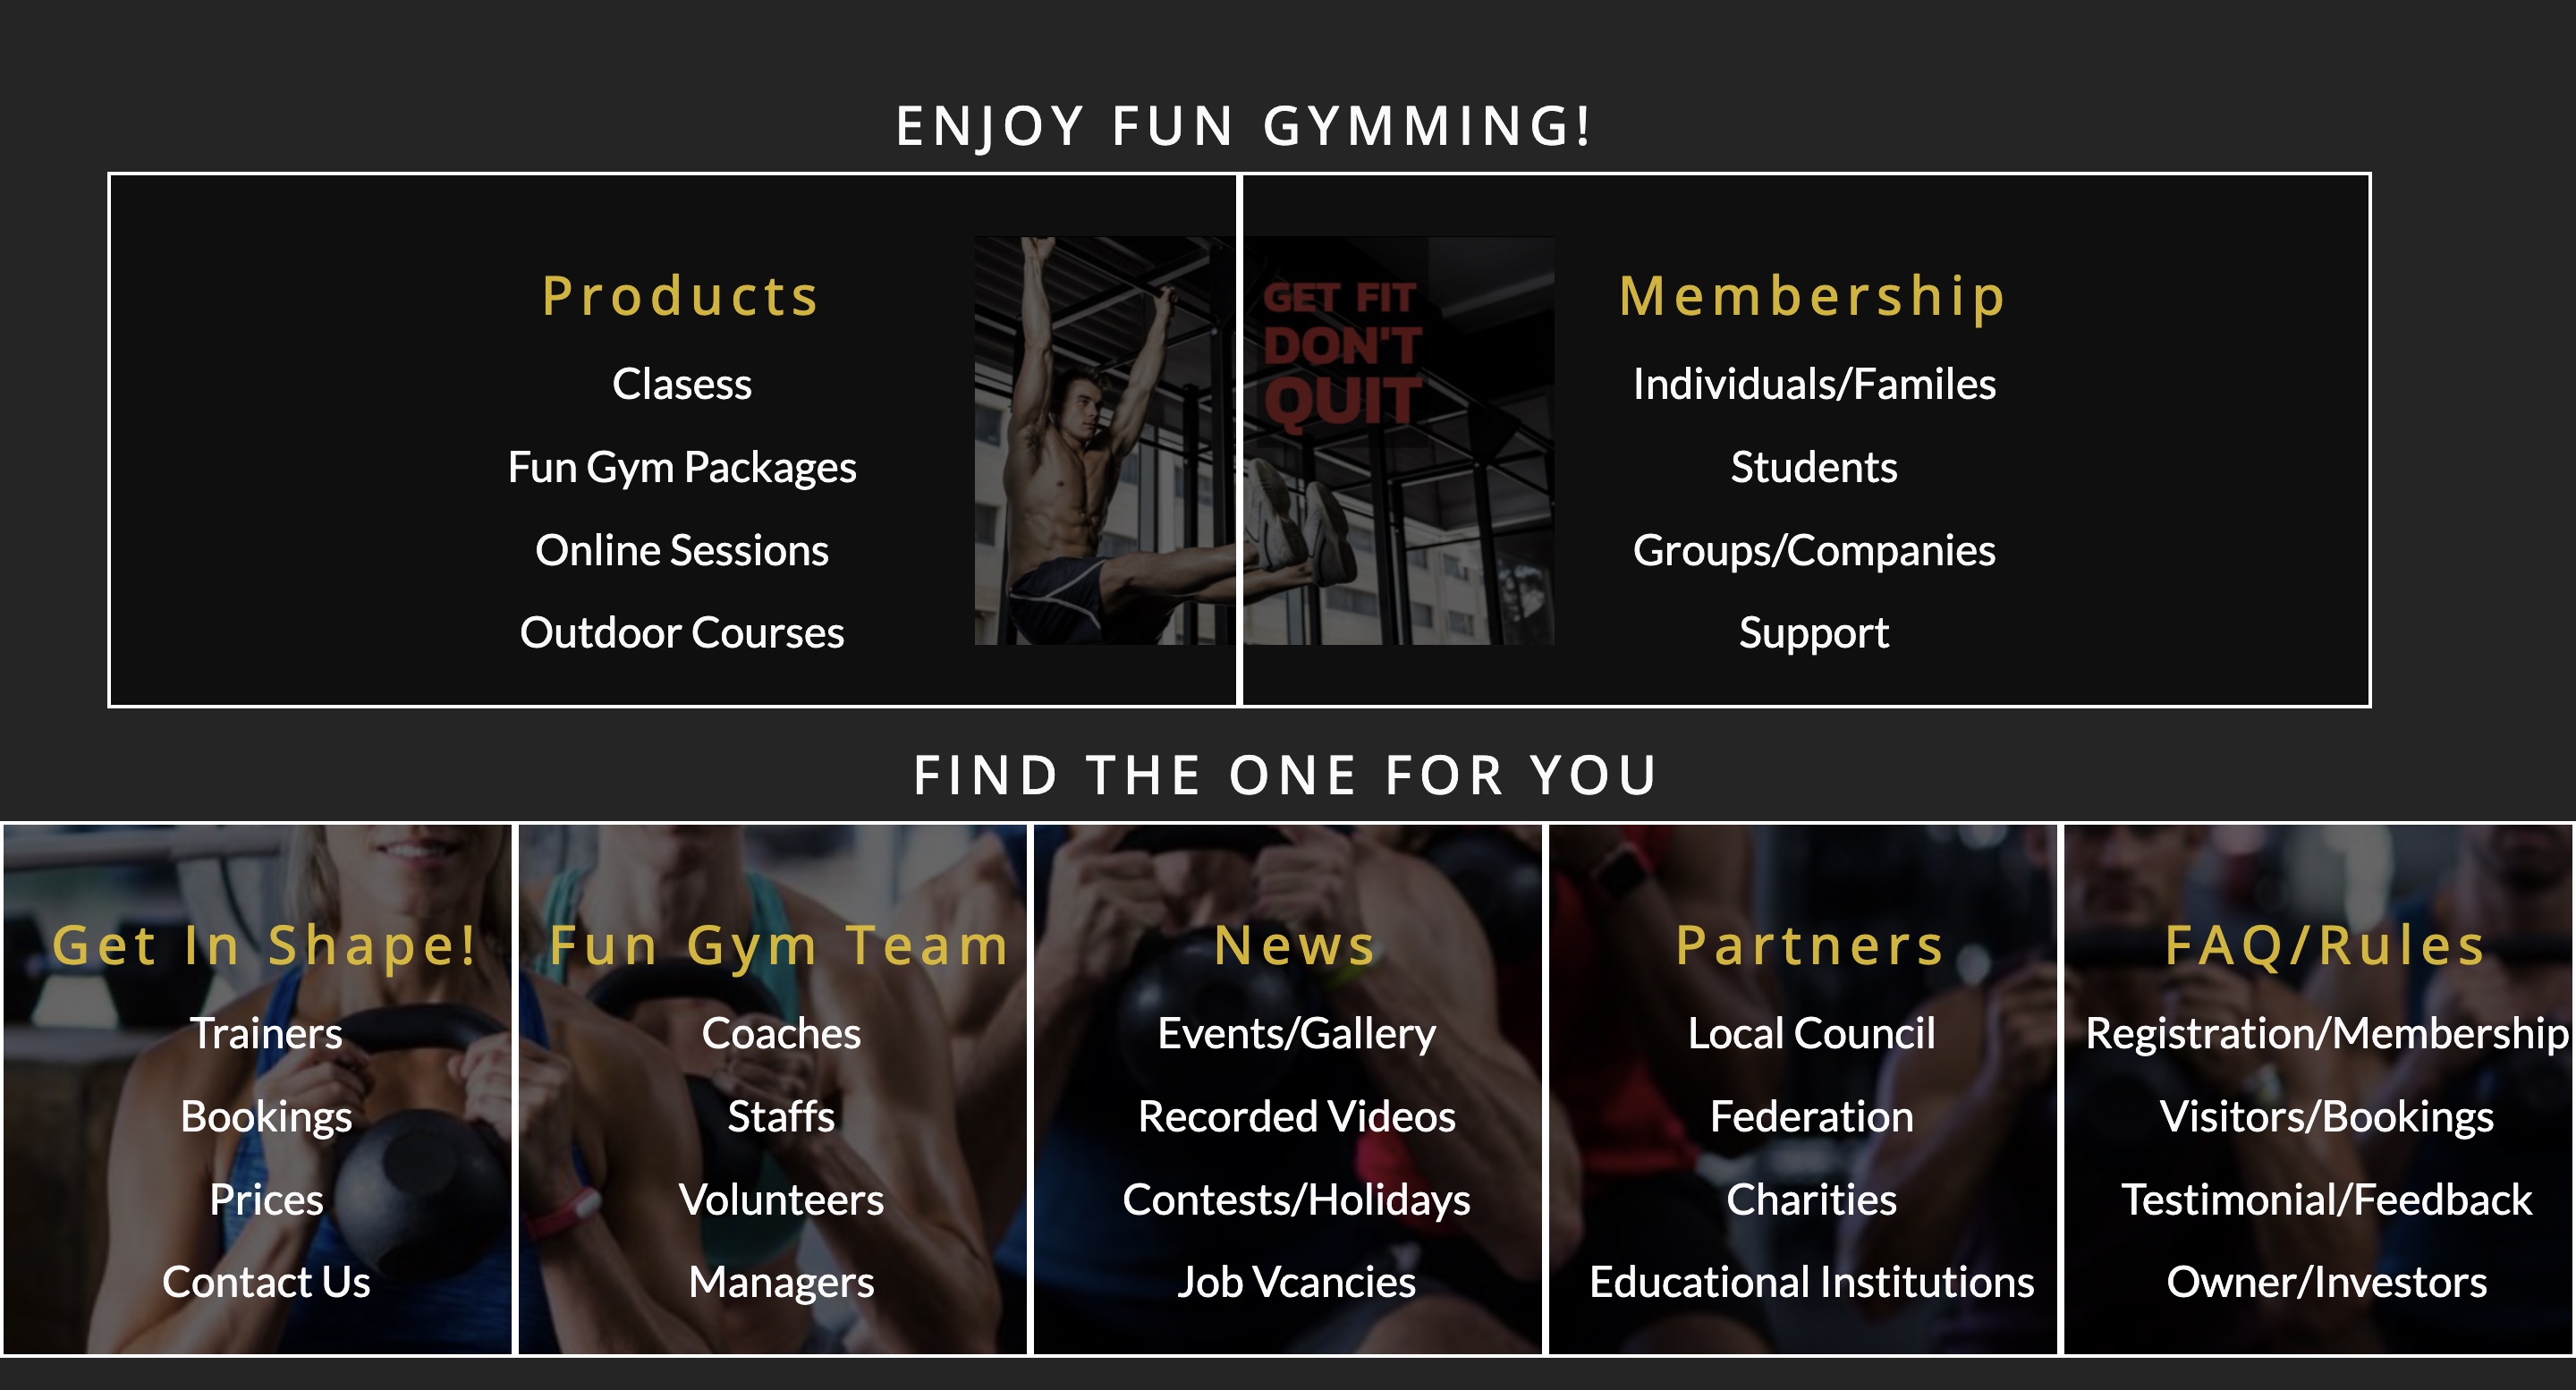 ENJOY FUN GYMMING!
Products
Clasess
Fun Gym Packages
Online Sessions
Outdoor Courses
GET FIT
DON'T
QUIT
Membership
Individuals/Familes
Students
Groups/Companies
Support
FIND THE ONE FOR YOU
Get In Shape!
Trainers
Bookings
Prices
Contact Us
Fun Gym Team
Coaches
Staffs
Volunteers
Managers
News
Events/Gallery
Recorded Videos
Contests/Holidays
Job Vcancies
Partners
Local Council
Federation
Charities
Educational Institutions
FAQ/Rules
Registration/Membership
Visitors/Bookings
Testimonial/Feedback
Owner/Investors